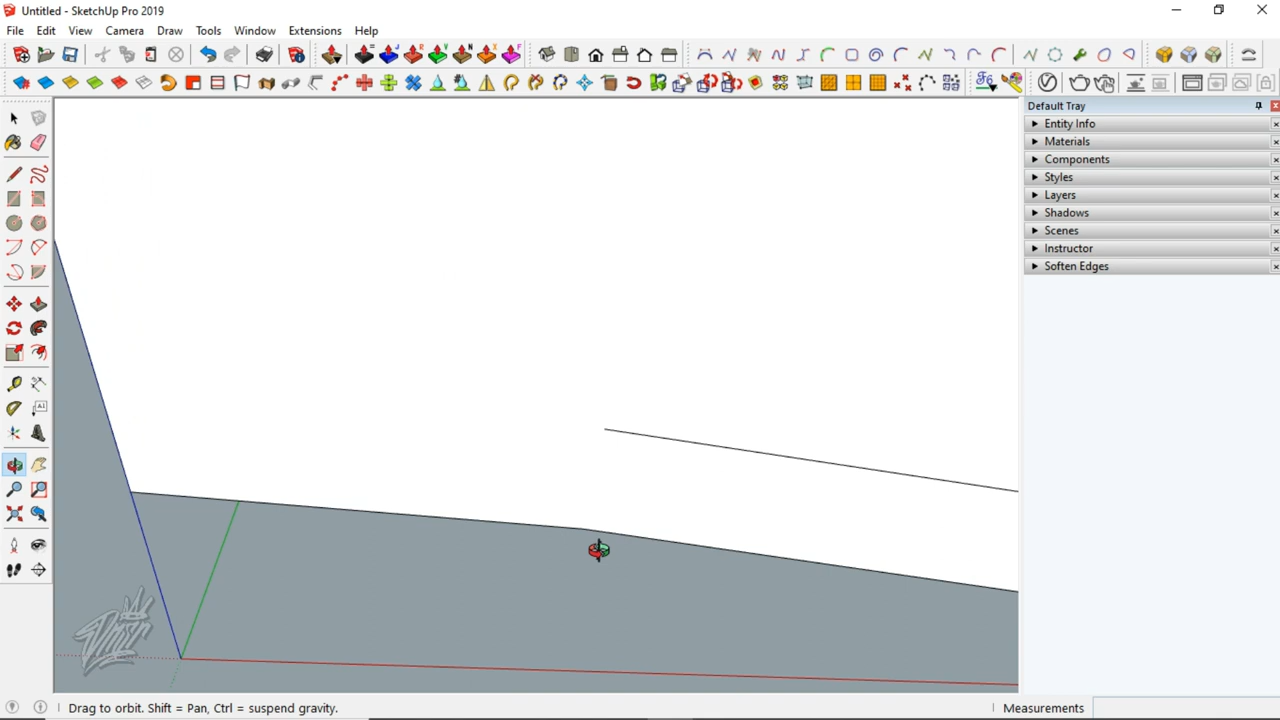 Untitled - SketchUp Pro 2019
File Edit View Camera Draw Tools Window Extensions Help
Default Tray
Entity Info
Materials
Components
Styles
Layers
Shadows
Scenes
Instructor
Soften Edges
Drag to orbit. Shift = Pan, Ctrl = suspend gravity.
Measurements